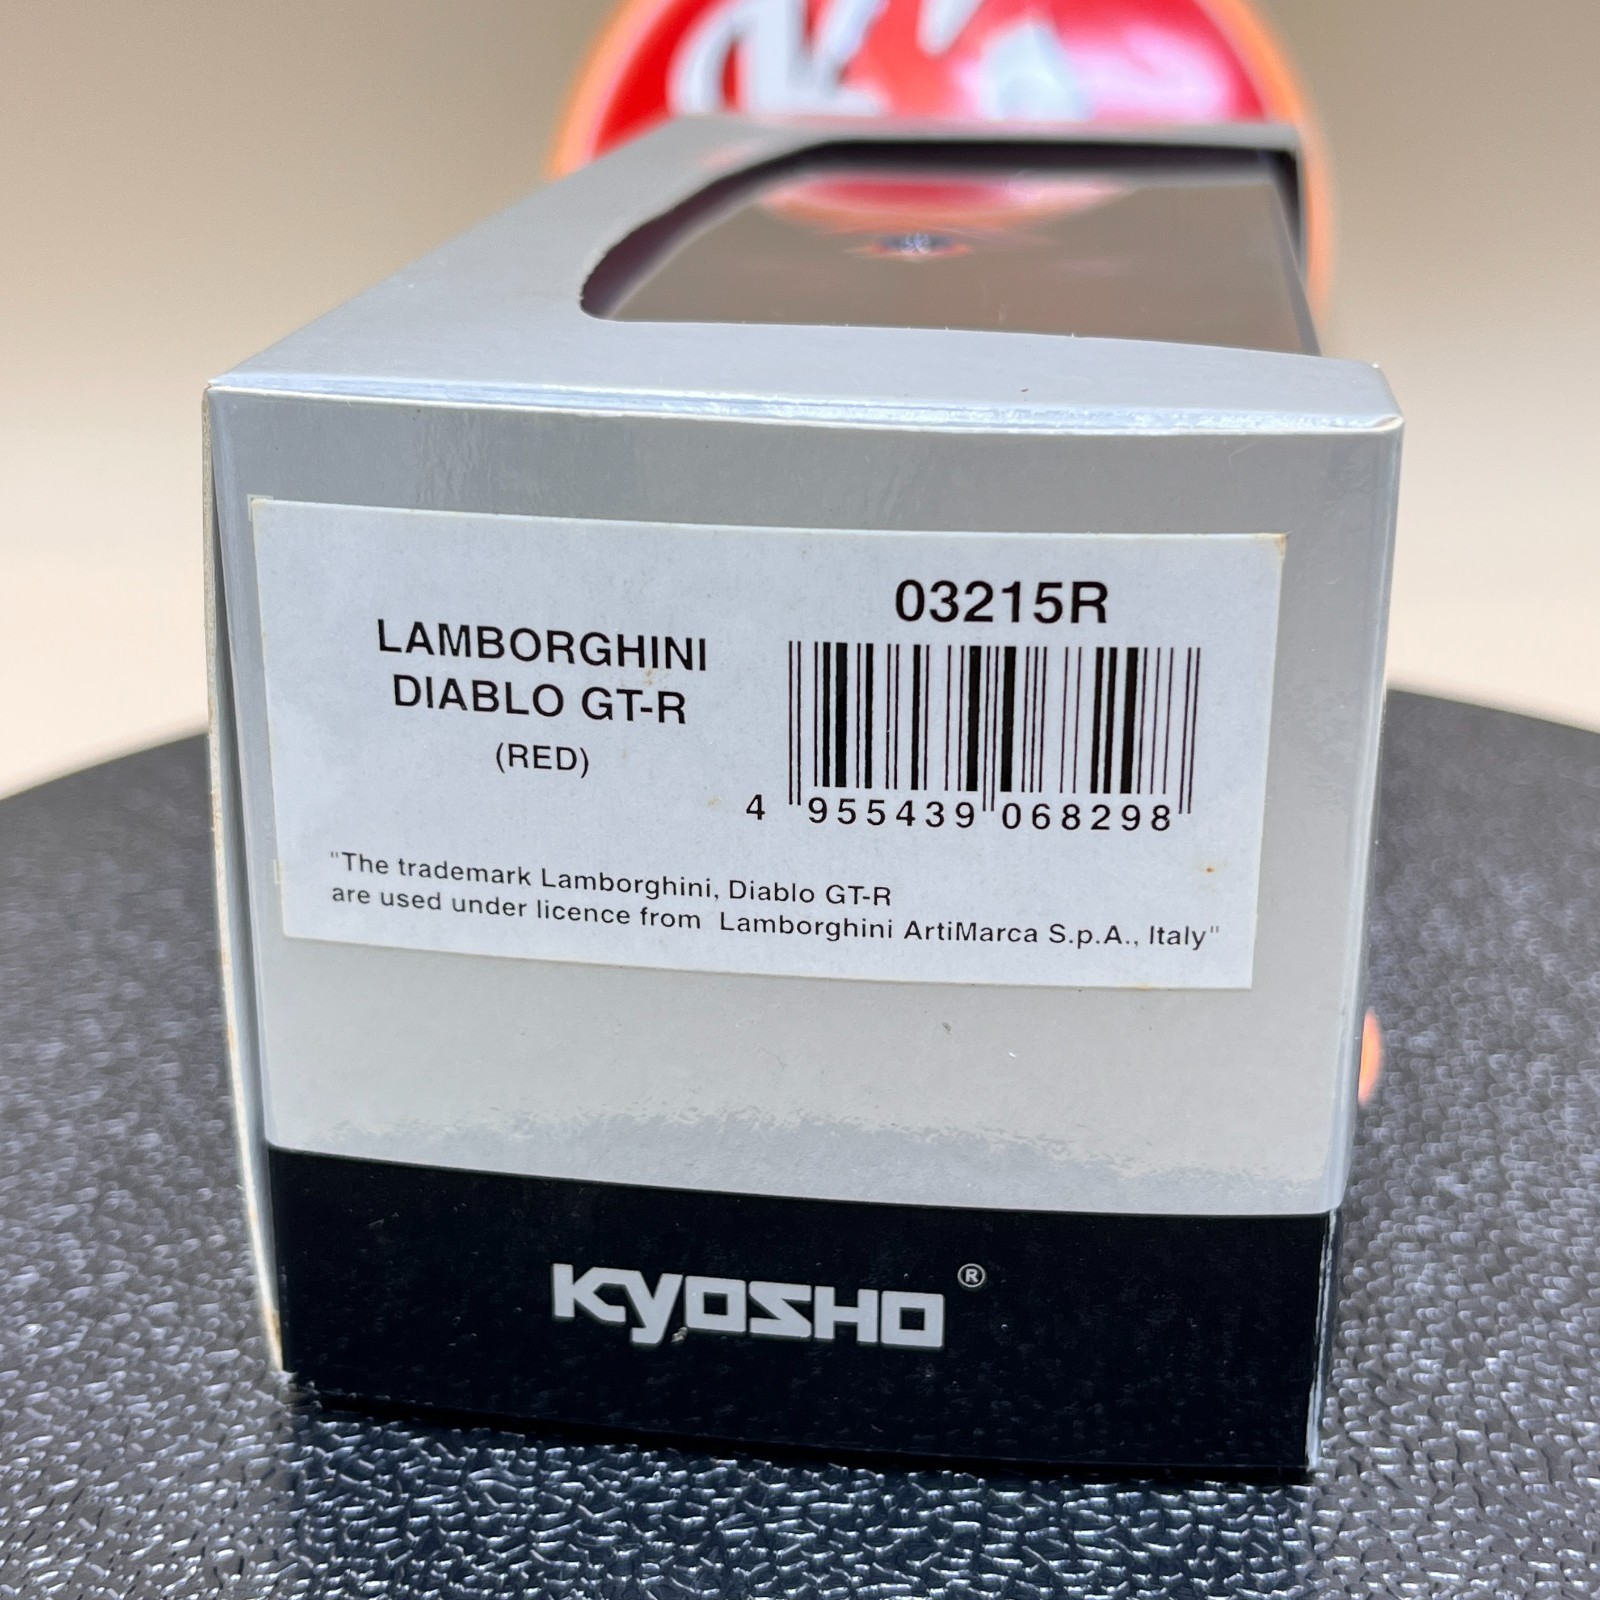 03215R
LAMBORGHINI
DIABLO GT-R
(RED)
4 955439 068298
"The trademark Lamborghini, Diablo GT-R
are used under licence from Lamborghini ArtiMarca S.p.A., Italy"
KYOSHO ®